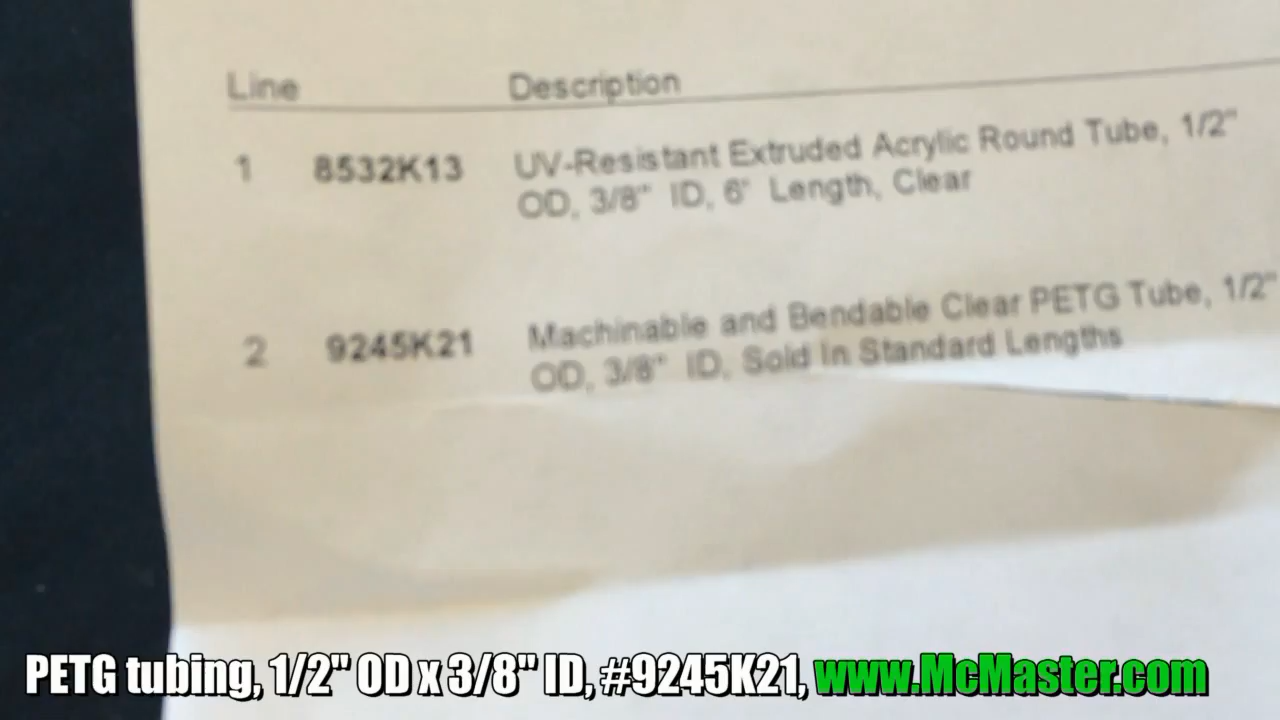 Line Description
1 8532K13 UV-Resistant Extruded Acrylic Round Tube, 1/2"
OD, 3/8" ID, 6' Length, Clear
2 9245K21 Machinable and Bendable Clear PETG Tube, 1/2"
OD, 3/8" ID, Sold In Standard Lengths
PETG tubing, 1/2" OD x 3/8" ID, #9245K21, www.McMaster.com